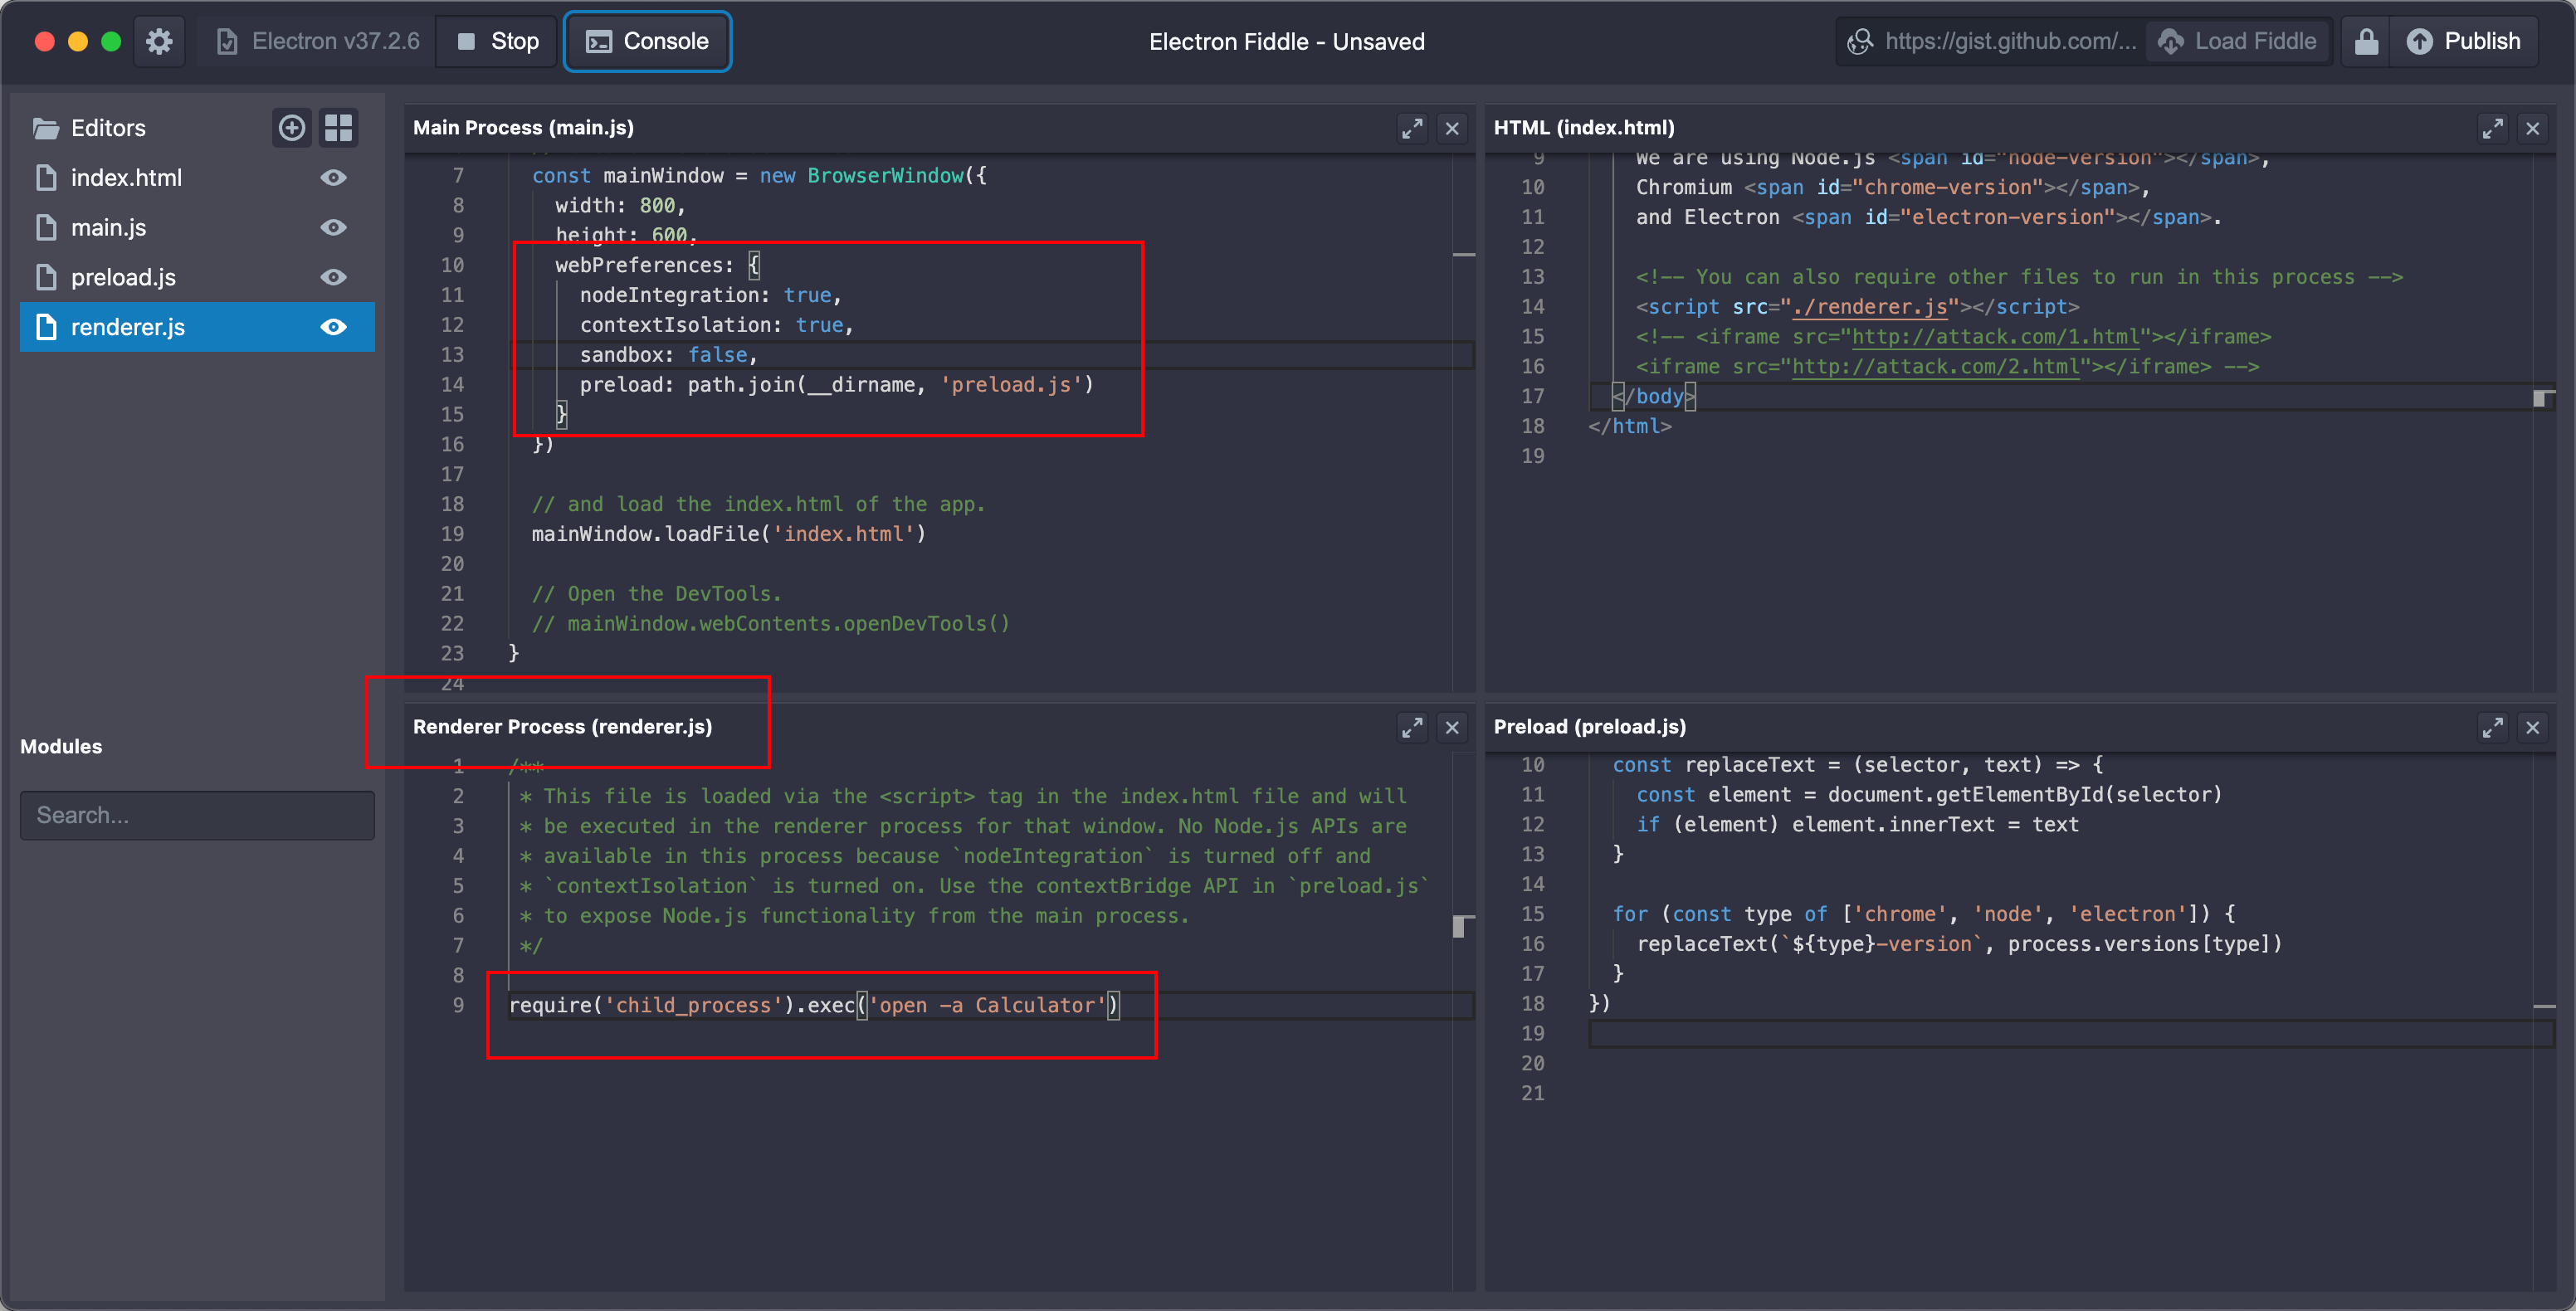 Electron v37.2.6
Stop
Console
Electron Fiddle - Unsaved
https://gist.github.com/...
Load Fiddle
Publish
Editors
index.html
main.js
preload.js
renderer.js
Modules
Search...
Main Process (main.js)
7 const mainWindow = new BrowserWindow({
8 width: 800,
9 height: 600,
10 webPreferences: {
11 nodeIntegration: true,
12 contextIsolation: true,
13 sandbox: false,
14 preload: path.join(__dirname, 'preload.js')
15 }
16 })
17
18 // and load the index.html of the app.
19 mainWindow.loadFile('index.html')
20
21 // Open the DevTools.
22 // mainWindow.webContents.openDevTools()
23 }
24
HTML (index.html)
9 We are using Node.js <span id="node-version"></span>,
10 Chromium <span id="chrome-version"></span>,
11 and Electron <span id="electron-version"></span>.
12
13 <!-- You can also require other files to run in this process -->
14 <script src="./renderer.js"></script>
15 <!-- <iframe src="http://attack.com/1.html"></iframe>
16 <iframe src="http://attack.com/2.html"></iframe> -->
17 </body>
18 </html>
19
Renderer Process (renderer.js)
1 /**
2 * This file is loaded via the <script> tag in the index.html file and will
3 * be executed in the renderer process for that window. No Node.js APIs are
4 * available in this process because `nodeIntegration` is turned off and
5 * `contextIsolation` is turned on. Use the contextBridge API in `preload.js`
6 * to expose Node.js functionality from the main process.
7 */
8
9 require('child_process').exec('open -a Calculator')
Preload (preload.js)
10 const replaceText = (selector, text) => {
11 const element = document.getElementById(selector)
12 if (element) element.innerText = text
13 }
14
15 for (const type of ['chrome', 'node', 'electron']) {
16 replaceText(`${type}-version`, process.versions[type])
17 }
18 })
19
20
21